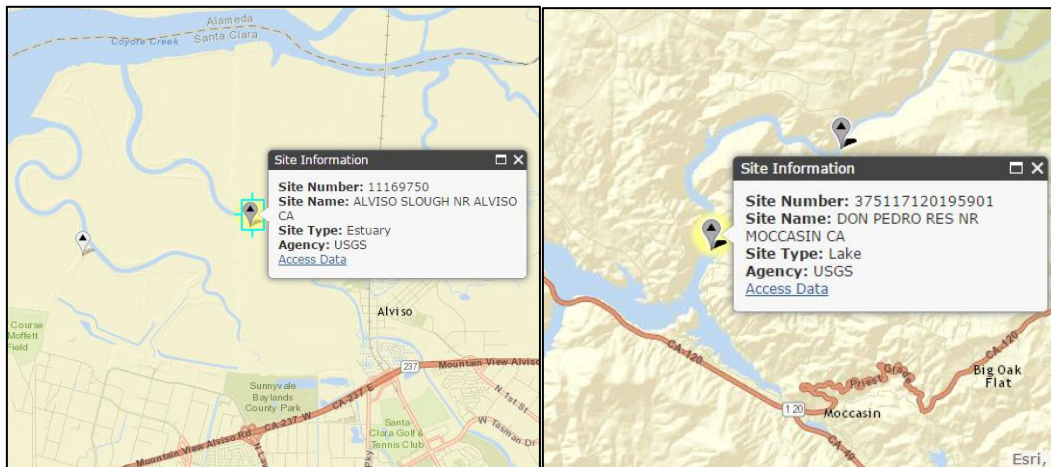 Alameda
Santa Clara
Coyote Creek
Site Information
Site Number: 11169750
Site Name: ALVISO SLOUGH NR ALVISO
CA
Site Type: Estuary
Agency: USGS
Access Data
Alviso
Course
Moffett
Field
237
Mountain View Alviso
Sunnyvale
Baylands
County Park
CA-237 E
CA-237 W
N 1st St
W Tasman Dr
Santa
Clara Golf &
Tennis Club
Mountain View Alviso Rd
N Law
Pky
Site Information
Site Number: 375117120195901
Site Name: DON PEDRO RES NR
MOCCASIN CA
Site Type: Lake
Agency: USGS
Access Data
CA-120
CA-120
Big Oak
Flat
Priest Grade
120
Moccasin
CA-49
Esri,